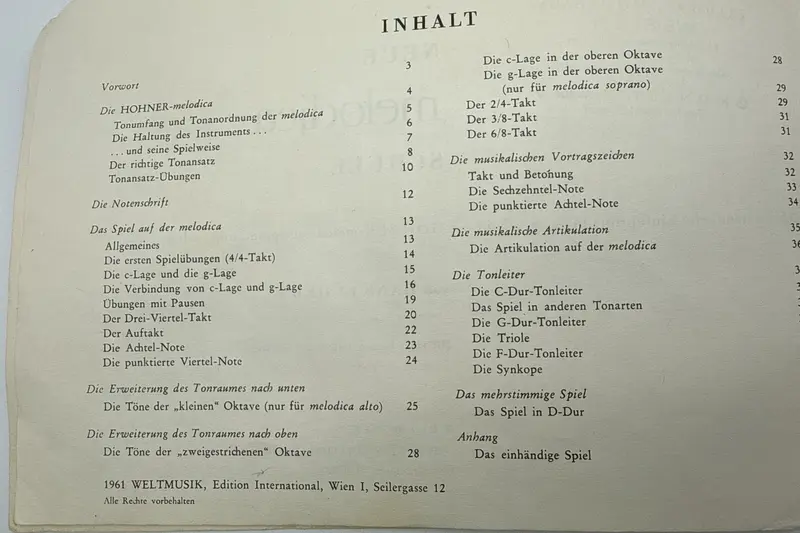 INHALT
Vorwort 3
Die HOHNER-melodica 4
Tonumfang und Tonanordnung der melodica 5
Die Haltung des Instruments... 6
...und seine Spielweise 7
Der richtige Tonansatz 8
Tonansatz-Übungen 10
Die Notenschrift 12
Das Spiel auf der melodica 13
Allgemeines 13
Die ersten Spielübungen (4/4-Takt) 14
Die c-Lage und die g-Lage 15
Die Verbindung von c-Lage und g-Lage 16
Übungen mit Pausen 19
Der Drei-Viertel-Takt 20
Der Auftakt 22
Die Achtel-Note 23
Die punktierte Viertel-Note 24
Die Erweiterung des Tonraumes nach unten
Die Töne der „kleinen" Oktave (nur für melodica alto) 25
Die Erweiterung des Tonraumes nach oben
Die Töne der „zweigestrichenen" Oktave 28
1961 WELTMUSIK, Edition International, Wien I, Seilergasse 12
Alle Rechte vorbehalten
Die c-Lage in der oberen Oktave 28
Die g-Lage in der oberen Oktave
(nur für melodica soprano) 29
Der 2/4-Takt 29
Der 3/8-Takt 31
Der 6/8-Takt 31
Die musikalischen Vortragszeichen 32
Takt und Betonung 32
Die Sechzehntel-Note 33
Die punktierte Achtel-Note 34
Die musikalische Artikulation 35
Die Artikulation auf der melodica 36
Die Tonleiter
Die C-Dur-Tonleiter
Das Spiel in anderen Tonarten
Die G-Dur-Tonleiter
Die Triole
Die F-Dur-Tonleiter
Die Synkope
Das mehrstimmige Spiel
Das Spiel in D-Dur
Anhang
Das einhändige Spiel